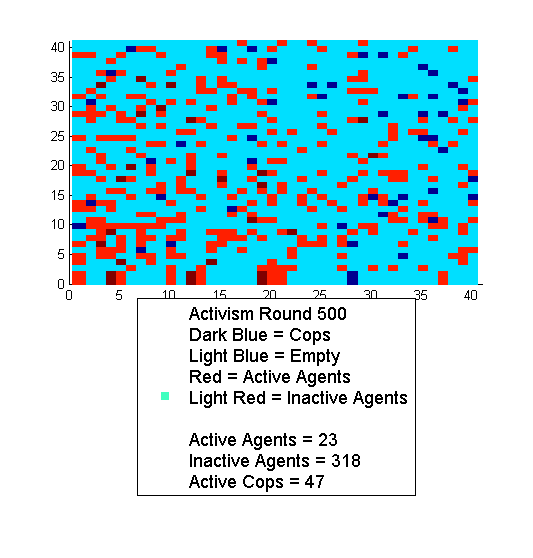 40
35
30
25
20
15
10
5
0
0 5 10 15 20 25 30 35 40
Activism Round 500
Dark Blue = Cops
Light Blue = Empty
Red = Active Agents
Light Red = Inactive Agents
Active Agents = 23
Inactive Agents = 318
Active Cops = 47